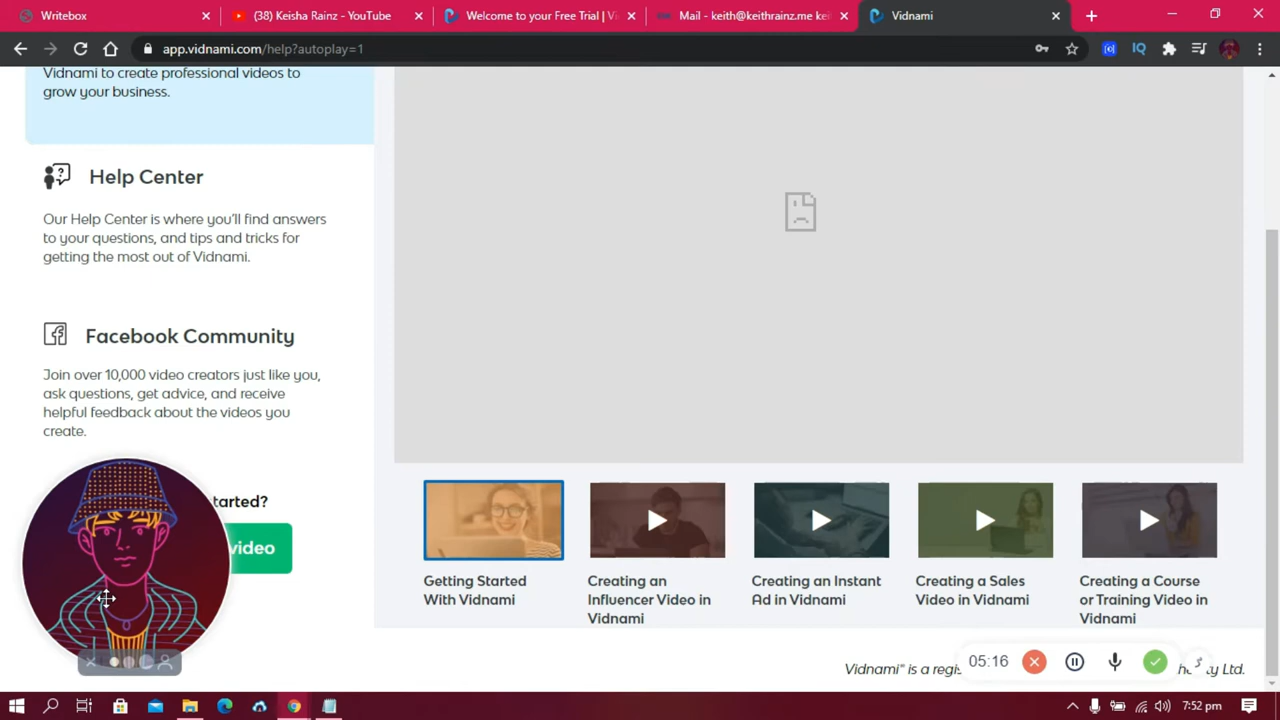 Writebox
(38) Keisha Rainz - YouTube
Welcome to your Free Trial | Vi
Mail - keith@keithrainz.me kei
Vidnami
app.vidnami.com/help?autoplay=1
IQ
Vidnami to create professional videos to
grow your business.
Help Center
Our Help Center is where you'll find answers
to your questions, and tips and tricks for
getting the most out of Vidnami.
Facebook Community
Join over 10,000 video creators just like you,
ask questions, get advice, and receive
helpful feedback about the videos you
create.
started?
video
Getting Started
With Vidnami
Creating an
Influencer Video in
Vidnami
Creating an Instant
Ad in Vidnami
Creating a Sales
Video in Vidnami
Creating a Course
or Training Video in
Vidnami
05:16
Vidnami® is a regis
ty Ltd.
7:52 pm